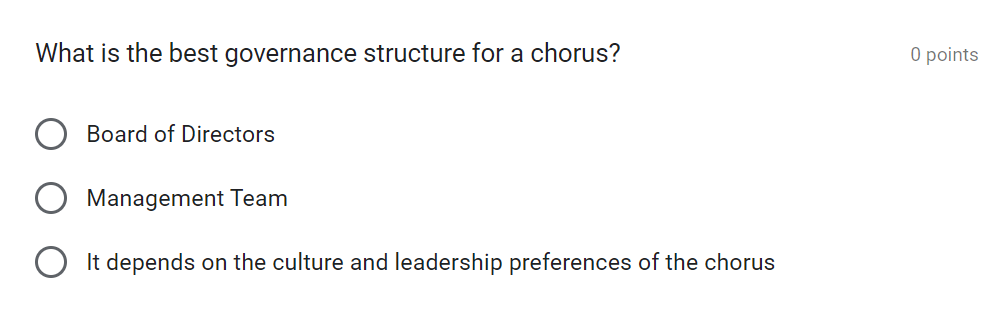 What is the best governance structure for a chorus?
0 points
Board of Directors
Management Team
It depends on the culture and leadership preferences of the chorus